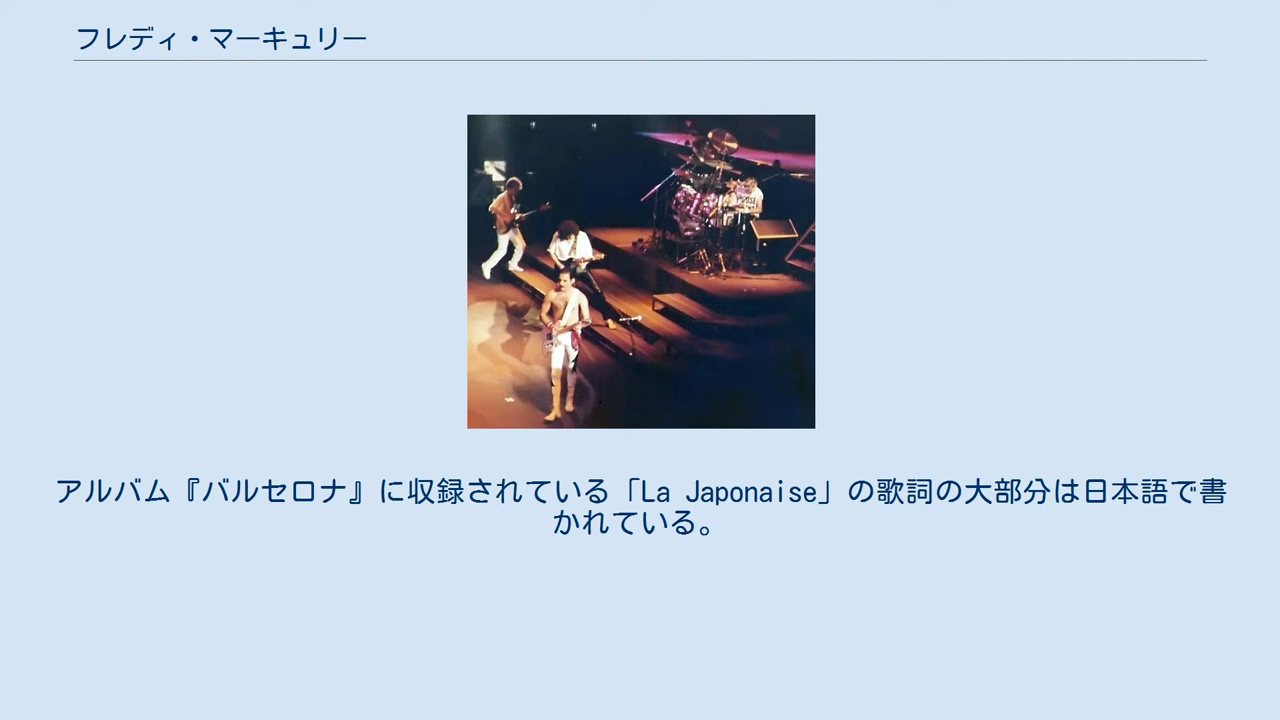 フレディ・マーキュリー
アルバム『バルセロナ』に収録されている「La Japonaise」の歌詞の大部分は日本語で書
かれている。